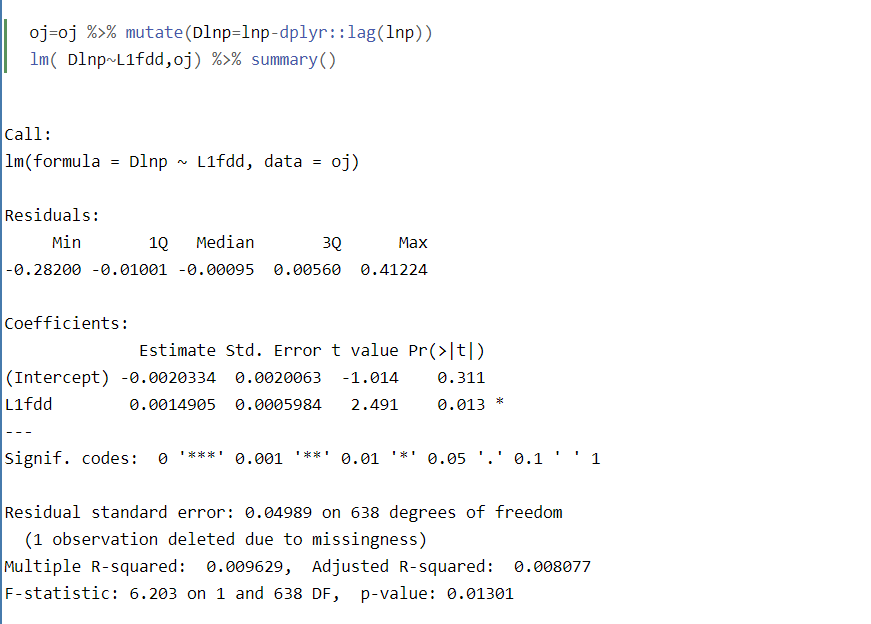 oj=oj %>% mutate(Dlnp=lnp-dplyr::lag(lnp))
lm( Dlnp~L1fdd,oj) %>% summary()
Call:
lm(formula = Dlnp ~ L1fdd, data = oj)
Residuals:
     Min       1Q   Median       3Q      Max
-0.28200 -0.01001 -0.00095  0.00560  0.41224
Coefficients:
              Estimate Std. Error t value Pr(>|t|)
(Intercept) -0.0020334  0.0020063  -1.014    0.311
L1fdd        0.0014905  0.0005984   2.491    0.013 *
---
Signif. codes:  0 '***' 0.001 '**' 0.01 '*' 0.05 '.' 0.1 ' ' 1
Residual standard error: 0.04989 on 638 degrees of freedom
  (1 observation deleted due to missingness)
Multiple R-squared:  0.009629,  Adjusted R-squared:  0.008077
F-statistic: 6.203 on 1 and 638 DF,  p-value: 0.01301